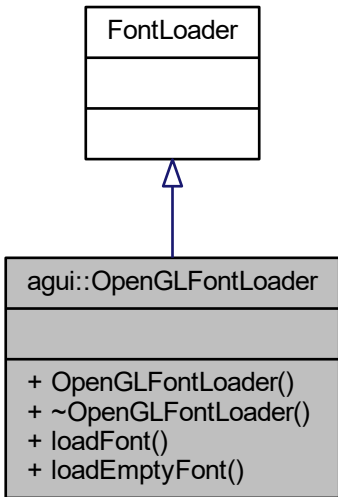 FontLoader
agui::OpenGLFontLoader
+ OpenGLFontLoader()
+ ~OpenGLFontLoader()
+ loadFont()
+ loadEmptyFont()